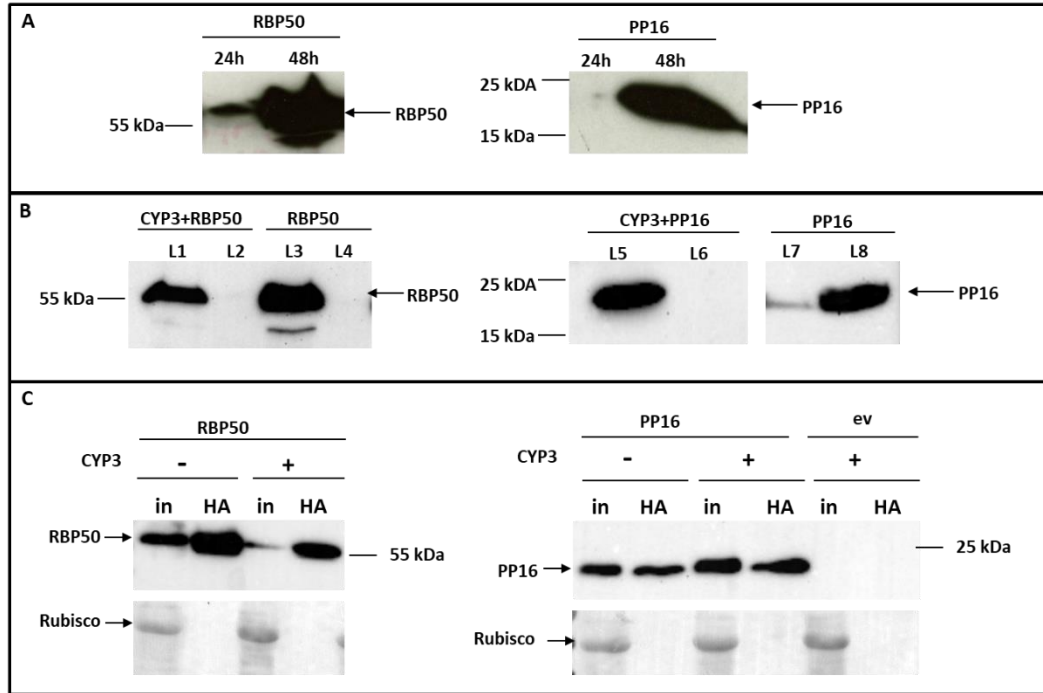 A
RBP50
24h 48h
55 kDa
RBP50
PP16
24h 48h
25 kDA
15 kDa
PP16
B
CYP3+RBP50 RBP50
L1 L2 L3 L4
55 kDa
RBP50
CYP3+PP16 PP16
L5 L6 L7 L8
25 kDA
15 kDa
PP16
C
RBP50
CYP3 - +
in HA in HA
RBP50
55 kDa
Rubisco
PP16 ev
CYP3 - + +
in HA in HA in HA
25 kDa
PP16
Rubisco